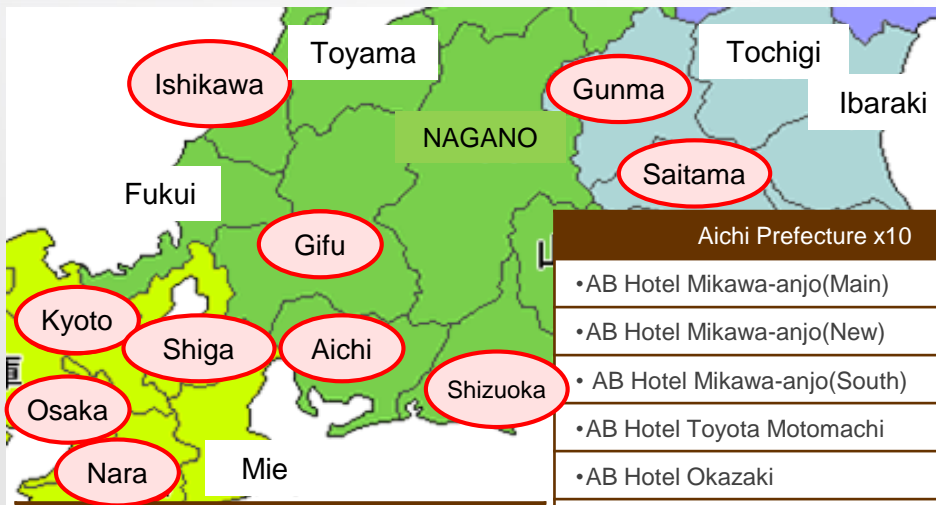 Toyama
Tochigi
Ishikawa
Gunma
Ibaraki
NAGANO
Saitama
Fukui
Gifu
Aichi Prefecture x10
•AB Hotel Mikawa-anjo(Main)
Kyoto
•AB Hotel Mikawa-anjo(New)
Shiga
Aichi
Shizuoka
• AB Hotel Mikawa-anjo(South)
Osaka
•AB Hotel Toyota Motomachi
Nara
Mie
•AB Hotel Okazaki